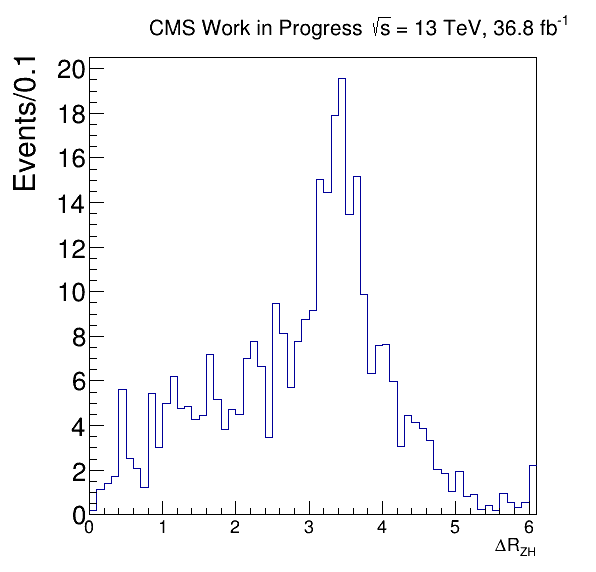 CMS Work in Progress √s = 13 TeV, 36.8 fb⁻¹
Events/0.1
20
18
16
14
12
10
8
6
4
2
0
0 1 2 3 4 5 6
ΔR_ZH